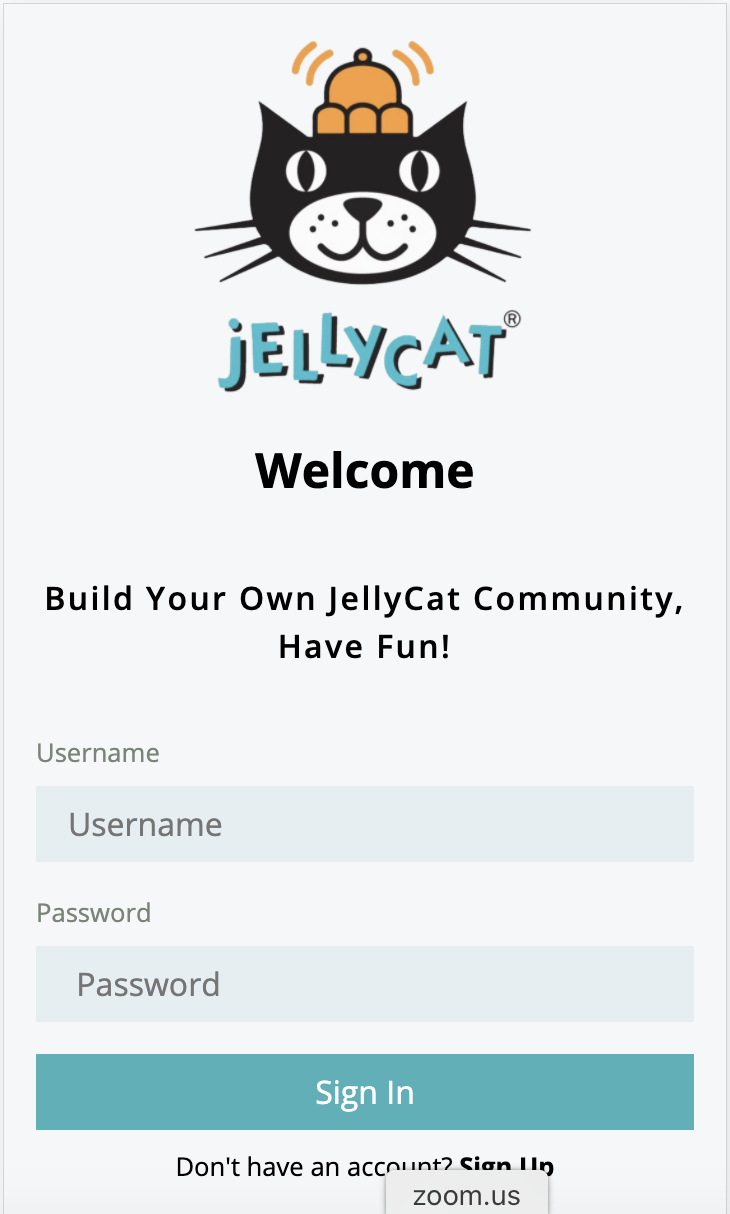 jELLYCAT®
Welcome
Build Your Own JellyCat Community,
Have Fun!
Username
Username
Password
Password
Sign In
Don't have an account? Sign Up
zoom.us